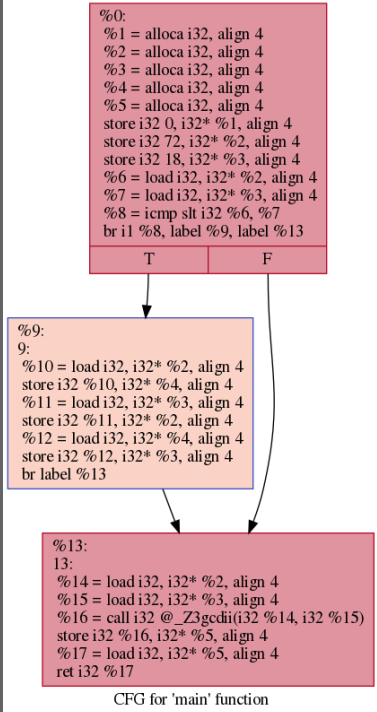 %0:
%1 = alloca i32, align 4
%2 = alloca i32, align 4
%3 = alloca i32, align 4
%4 = alloca i32, align 4
%5 = alloca i32, align 4
store i32 0, i32* %1, align 4
store i32 72, i32* %2, align 4
store i32 18, i32* %3, align 4
%6 = load i32, i32* %2, align 4
%7 = load i32, i32* %3, align 4
%8 = icmp slt i32 %6, %7
br i1 %8, label %9, label %13
T F
%9:
9:
%10 = load i32, i32* %2, align 4
store i32 %10, i32* %4, align 4
%11 = load i32, i32* %3, align 4
store i32 %11, i32* %2, align 4
%12 = load i32, i32* %4, align 4
store i32 %12, i32* %3, align 4
br label %13
%13:
13:
%14 = load i32, i32* %2, align 4
%15 = load i32, i32* %3, align 4
%16 = call i32 @_Z3gcdii(i32 %14, i32 %15)
store i32 %16, i32* %5, align 4
%17 = load i32, i32* %5, align 4
ret i32 %17
CFG for 'main' function